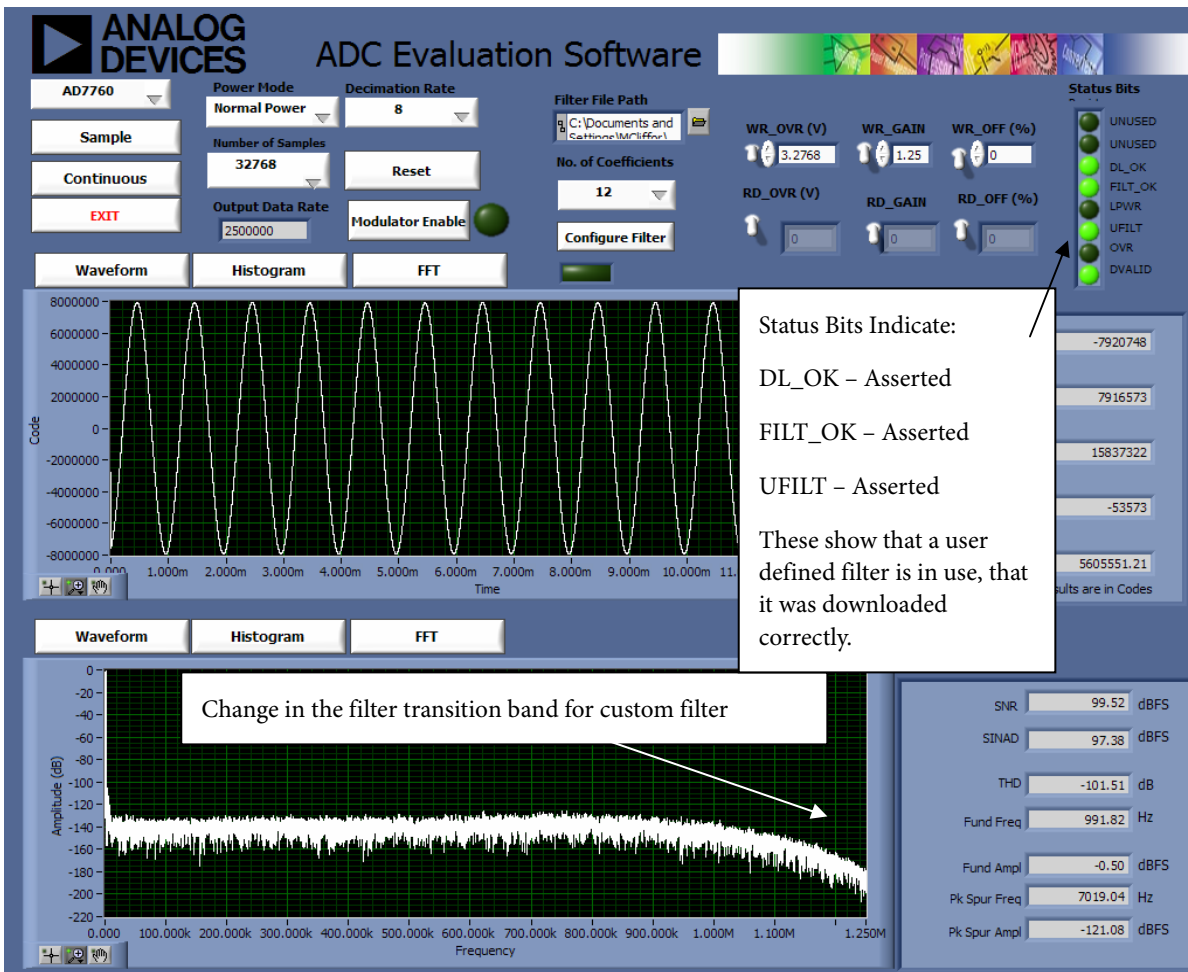 ANALOG
DEVICES
ADC Evaluation Software
AD7760
Power Mode
Normal Power
Decimation Rate
8
Filter File Path
C:\Documents and
Settings\MCliffor\
Status Bits
UNUSED
UNUSED
DL_OK
FILT_OK
LPWR
UFILT
OVR
DVALID
Sample
Continuous
EXIT
Number of Samples
32768
Reset
Output Data Rate
2500000
Modulator Enable
No. of Coefficients
12
Configure Filter
WR_OVR (V)
3.2768
WR_GAIN
1.25
WR_OFF (%)
0
RD_OVR (V)
0
RD_GAIN
0
RD_OFF (%)
0
Waveform
Histogram
FFT
8000000
6000000
4000000
2000000
0
-2000000
-4000000
-6000000
-8000000
Code
0.000 1.000m 2.000m 3.000m 4.000m 5.000m 6.000m 7.000m 8.000m 9.000m 10.000m 11.
Time
Status Bits Indicate:
DL_OK – Asserted
FILT_OK – Asserted
UFILT – Asserted
These show that a user
defined filter is in use, that
it was downloaded
correctly.
-7920748
7916573
15837322
-53573
5605551.21
sults are in Codes
Waveform
Histogram
FFT
Change in the filter transition band for custom filter
0
-20
-40
-60
-80
-100
-120
-140
-160
-180
-200
-220
Amplitude (dB)
0.000 100.000k 200.000k 300.000k 400.000k 500.000k 600.000k 700.000k 800.000k 900.000k 1.000M 1.100M 1.250M
Frequency
SNR 99.52 dBFS
SINAD 97.38 dBFS
THD -101.51 dB
Fund Freq 991.82 Hz
Fund Ampl -0.50 dBFS
Pk Spur Freq 7019.04 Hz
Pk Spur Ampl -121.08 dBFS